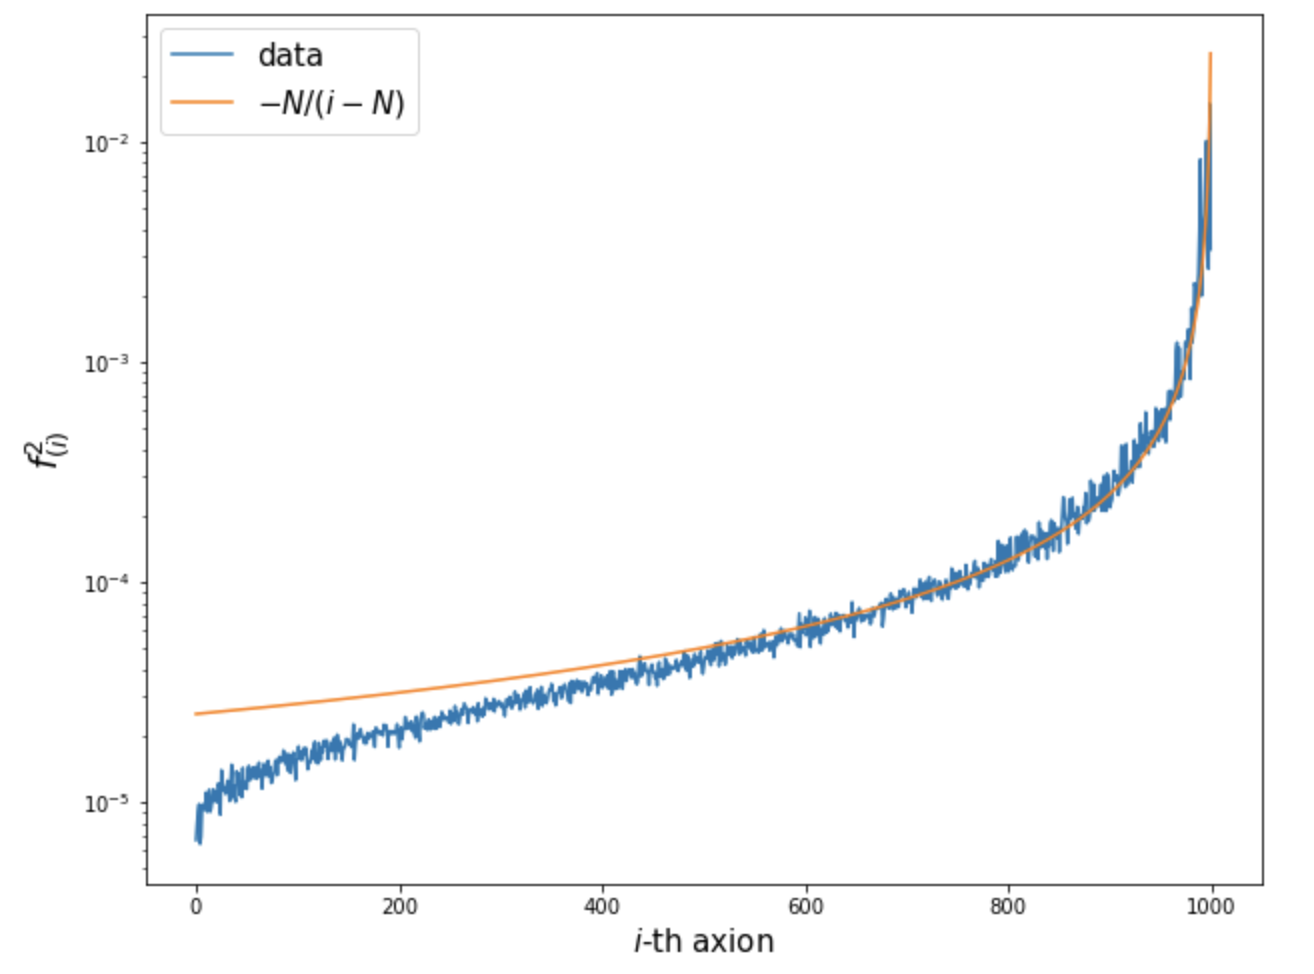 data
−N/(i − N)
10⁻²
10⁻³
10⁻⁴
10⁻⁵
f²₍ᵢ₎
0 200 400 600 800 1000
i-th axion